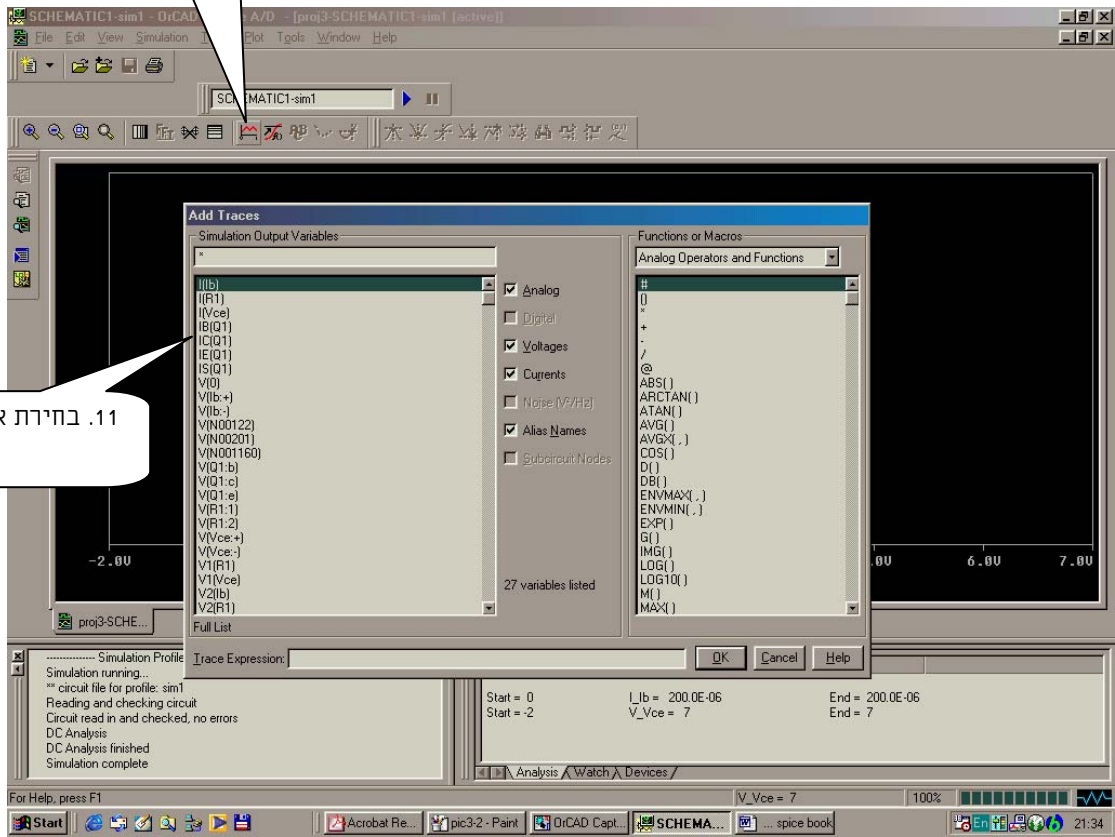 SCHEMATIC1-sim1 - OrCAD A/D - [proj3-SCHEMATIC1-sim1 (active)]
File Edit View Simulation Plot Tools Window Help
SCHEMATIC1-sim1
Add Traces
Simulation Output Variables
*
I(Ib)
I(R1)
I(Vce)
IB(Q1)
IC(Q1)
IE(Q1)
IS(Q1)
V(0)
V(Ib:+)
V(Ib:-)
V(N00122)
V(N00201)
V(N001160)
V(Q1:b)
V(Q1:c)
V(Q1:e)
V(R1:1)
V(R1:2)
V(Vce:+)
V(Vce:-)
V1(R1)
V1(Vce)
V2(Ib)
V2(R1)
Full List
Analog
Digital
Voltages
Currents
Noise (V²/Hz)
Alias Names
Subcircuit Nodes
27 variables listed
Functions or Macros
Analog Operators and Functions
#
()
*
+
-
/
@
ABS( )
ARCTAN( )
ATAN( )
AVG( )
AVGX( , )
COS( )
D( )
DB( )
ENVMAX( , )
ENVMIN( , )
EXP( )
G( )
IMG( )
LOG( )
LOG10( )
M( )
MAX( )
Trace Expression:
OK Cancel Help
11. בחירת
-2.0V .0V 6.0V 7.0V
proj3-SCHE...
--------------- Simulation Profile
Simulation running...
** circuit file for profile: sim1
Reading and checking circuit
Circuit read in and checked, no errors
DC Analysis
DC Analysis finished
Simulation complete
Start = 0 I_Ib = 200.0E-06 End = 200.0E-06
Start = -2 V_Vce = 7 End = 7
Analysis Watch Devices
For Help, press F1 V_Vce = 7 100%
Start Acrobat Re... pic3-2 - Paint OrCAD Capt... SCHEMA... ... spice book En 21:34